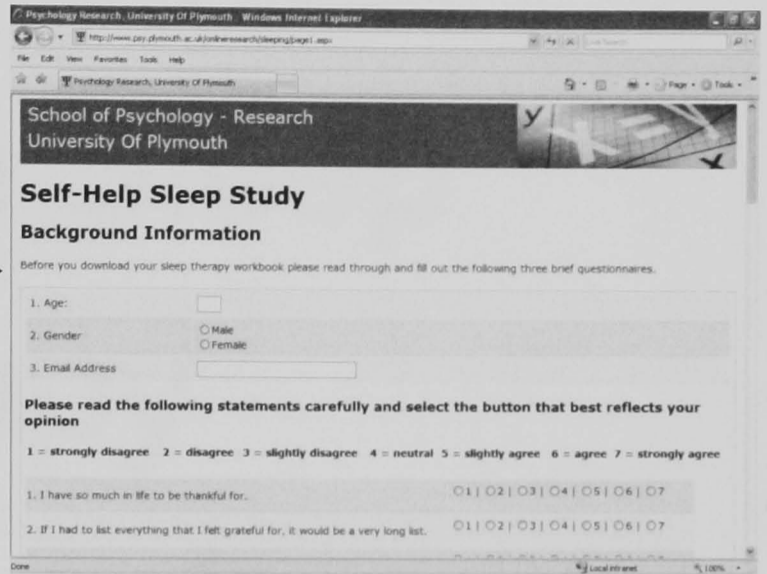 Psychology Research, University Of Plymouth - Windows Internet Explorer
File Edit View Favorites Tools Help
Psychology Research, University Of Plymouth
Page Tools
School of Psychology - Research
University Of Plymouth
Self-Help Sleep Study
Background Information
Before you download your sleep therapy workbook please read through and fill out the following three brief questionnaires.
1. Age:
2. Gender
Male
Female
3. Email Address
Please read the following statements carefully and select the button that best reflects your
opinion
1 = strongly disagree 2 = disagree 3 = slightly disagree 4 = neutral 5 = slightly agree 6 = agree 7 = strongly agree
1. I have so much in life to be thankful for. 1 | 2 | 3 | 4 | 5 | 6 | 7
2. If I had to list everything that I felt grateful for, it would be a very long list. 1 | 2 | 3 | 4 | 5 | 6 | 7
Done Local intranet 100%